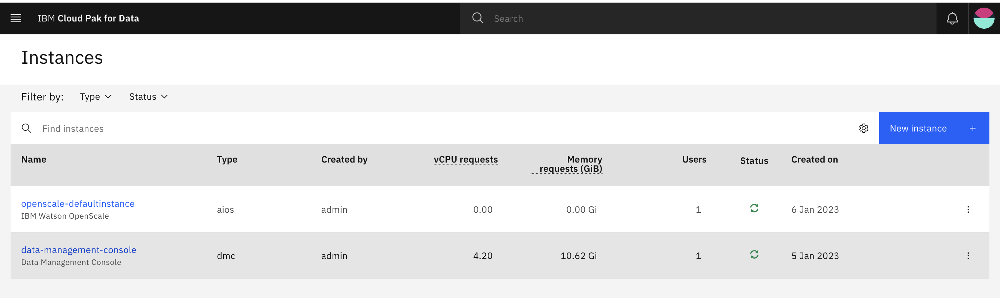 IBM Cloud Pak for Data
Search
Instances
Filter by: Type Status
Find instances
New instance +
Name Type Created by vCPU requests Memory requests (GiB) Users Status Created on
openscale-defaultinstance
IBM Watson OpenScale
aios admin 0.00 0.00 Gi 1 6 Jan 2023
data-management-console
Data Management Console
dmc admin 4.20 10.62 Gi 1 5 Jan 2023